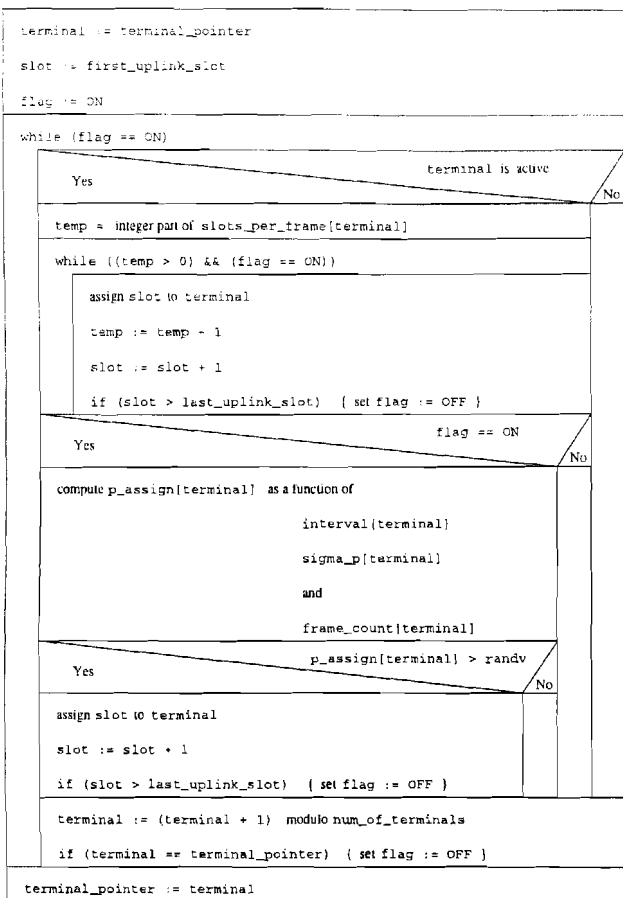 terminal := terminal_pointer
slot := first_uplink_slot
flag := ON
while (flag == ON)
terminal is active
Yes
No
temp = integer part of slots_per_frame[terminal]
while ((temp > 0) && (flag == ON))
assign slot to terminal
temp := temp - 1
slot := slot + 1
if (slot > last_uplink_slot) { set flag := OFF }
flag == ON
Yes
No
compute p_assign[terminal] as a function of
interval[terminal]
sigma_p[terminal]
and
frame_count[terminal]
p_assign[terminal] > randv
Yes
No
assign slot to terminal
slot := slot + 1
if (slot > last_uplink_slot) { set flag := OFF }
terminal := (terminal + 1) modulo num_of_terminals
if (terminal == terminal_pointer) { set flag := OFF }
terminal_pointer := terminal